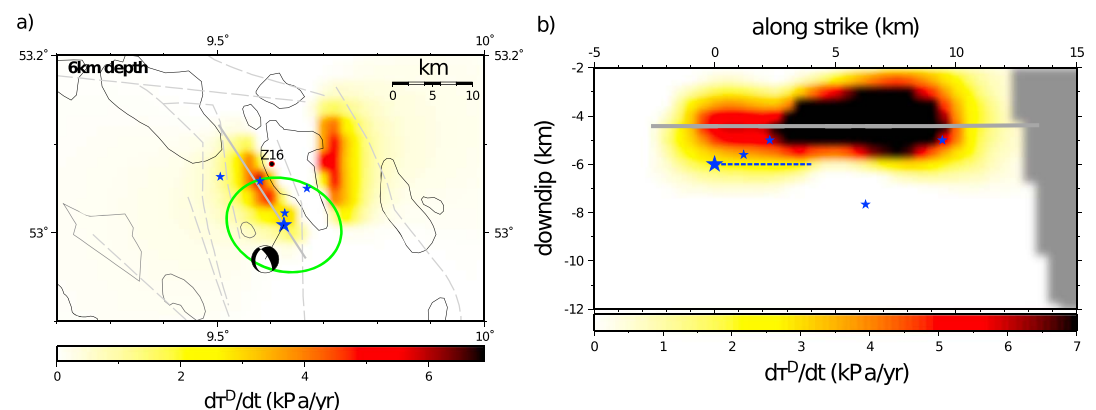 a)
9.5°
10°
53.2°
53.2°
6km depth
km
0 5 10
Z16
53°
53°
9.5°
10°
0 2 4 6
dτᴰ/dt (kPa/yr)
b)
along strike (km)
-5 0 5 10 15
-2
-4
-6
-8
-10
-12
downdip (km)
0 1 2 3 4 5 6 7
dτᴰ/dt (kPa/yr)